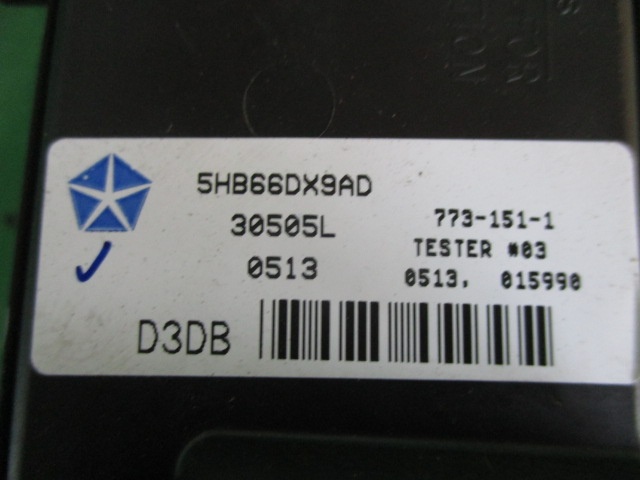 5HB66DX9AD
30505L
0513
773-151-1
TESTER #03
0513, 015990
D3DB